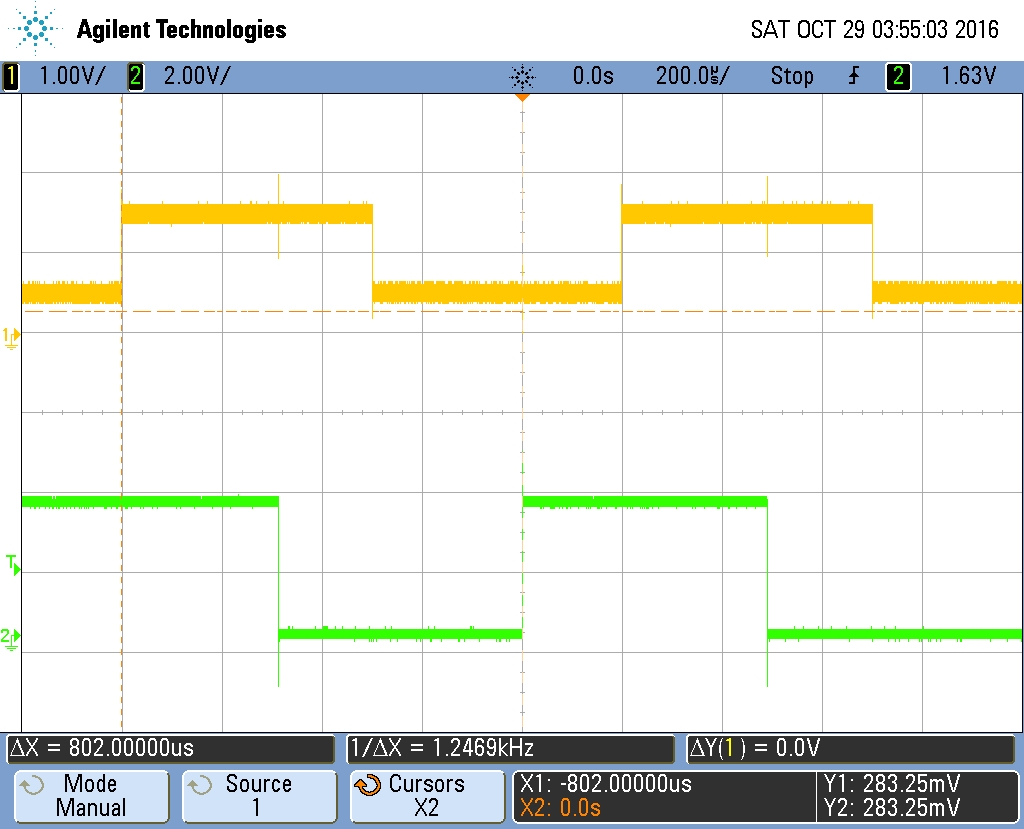 Agilent Technologies SAT OCT 29 03:55:03 2016
1 1.00V/ 2 2.00V/ 0.0s 200.0µs/ Stop 2 1.63V
1
T
2
ΔX = 802.00000us 1/ΔX = 1.2469kHz ΔY(1) = 0.0V
Mode Source Cursors X1: -802.00000us Y1: 283.25mV
Manual 1 X2 X2: 0.0s Y2: 283.25mV